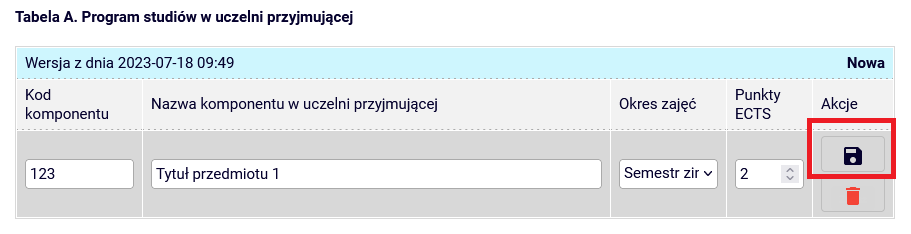 Tabela A. Program studiów w uczelni przyjmującej
Wersja z dnia 2023-07-18 09:49 Nowa
Kod komponentu Nazwa komponentu w uczelni przyjmującej Okres zajęć Punkty ECTS Akcje
123 Tytuł przedmiotu 1 Semestr zir 2